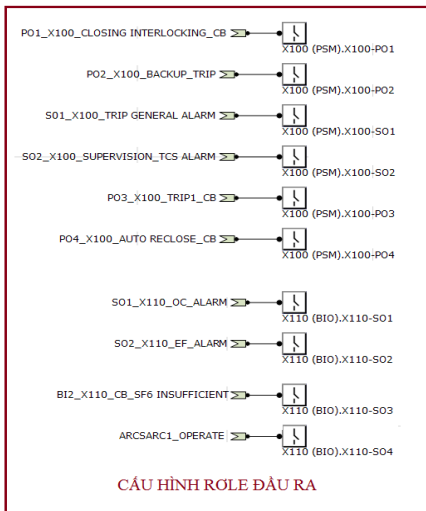 PO1_X100_CLOSING INTERLOCKING_CB
X100 (PSM).X100-PO1
PO2_X100_BACKUP_TRIP
X100 (PSM).X100-PO2
S01_X100_TRIP GENERAL ALARM
X100 (PSM).X100-SO1
SO2_X100_SUPERVISION_TCS ALARM
X100 (PSM).X100-SO2
PO3_X100_TRIP1_CB
X100 (PSM).X100-PO3
PO4_X100_AUTO RECLOSE_CB
X100 (PSM).X100-PO4
SO1_X110_OC_ALARM
X110 (BIO).X110-SO1
SO2_X110_EF_ALARM
X110 (BIO).X110-SO2
BI2_X110_CB_SF6 INSUFFICIENT
X110 (BIO).X110-SO3
ARCSARC1_OPERATE
X110 (BIO).X110-SO4
CẤU HÌNH RƠLE ĐẦU RA